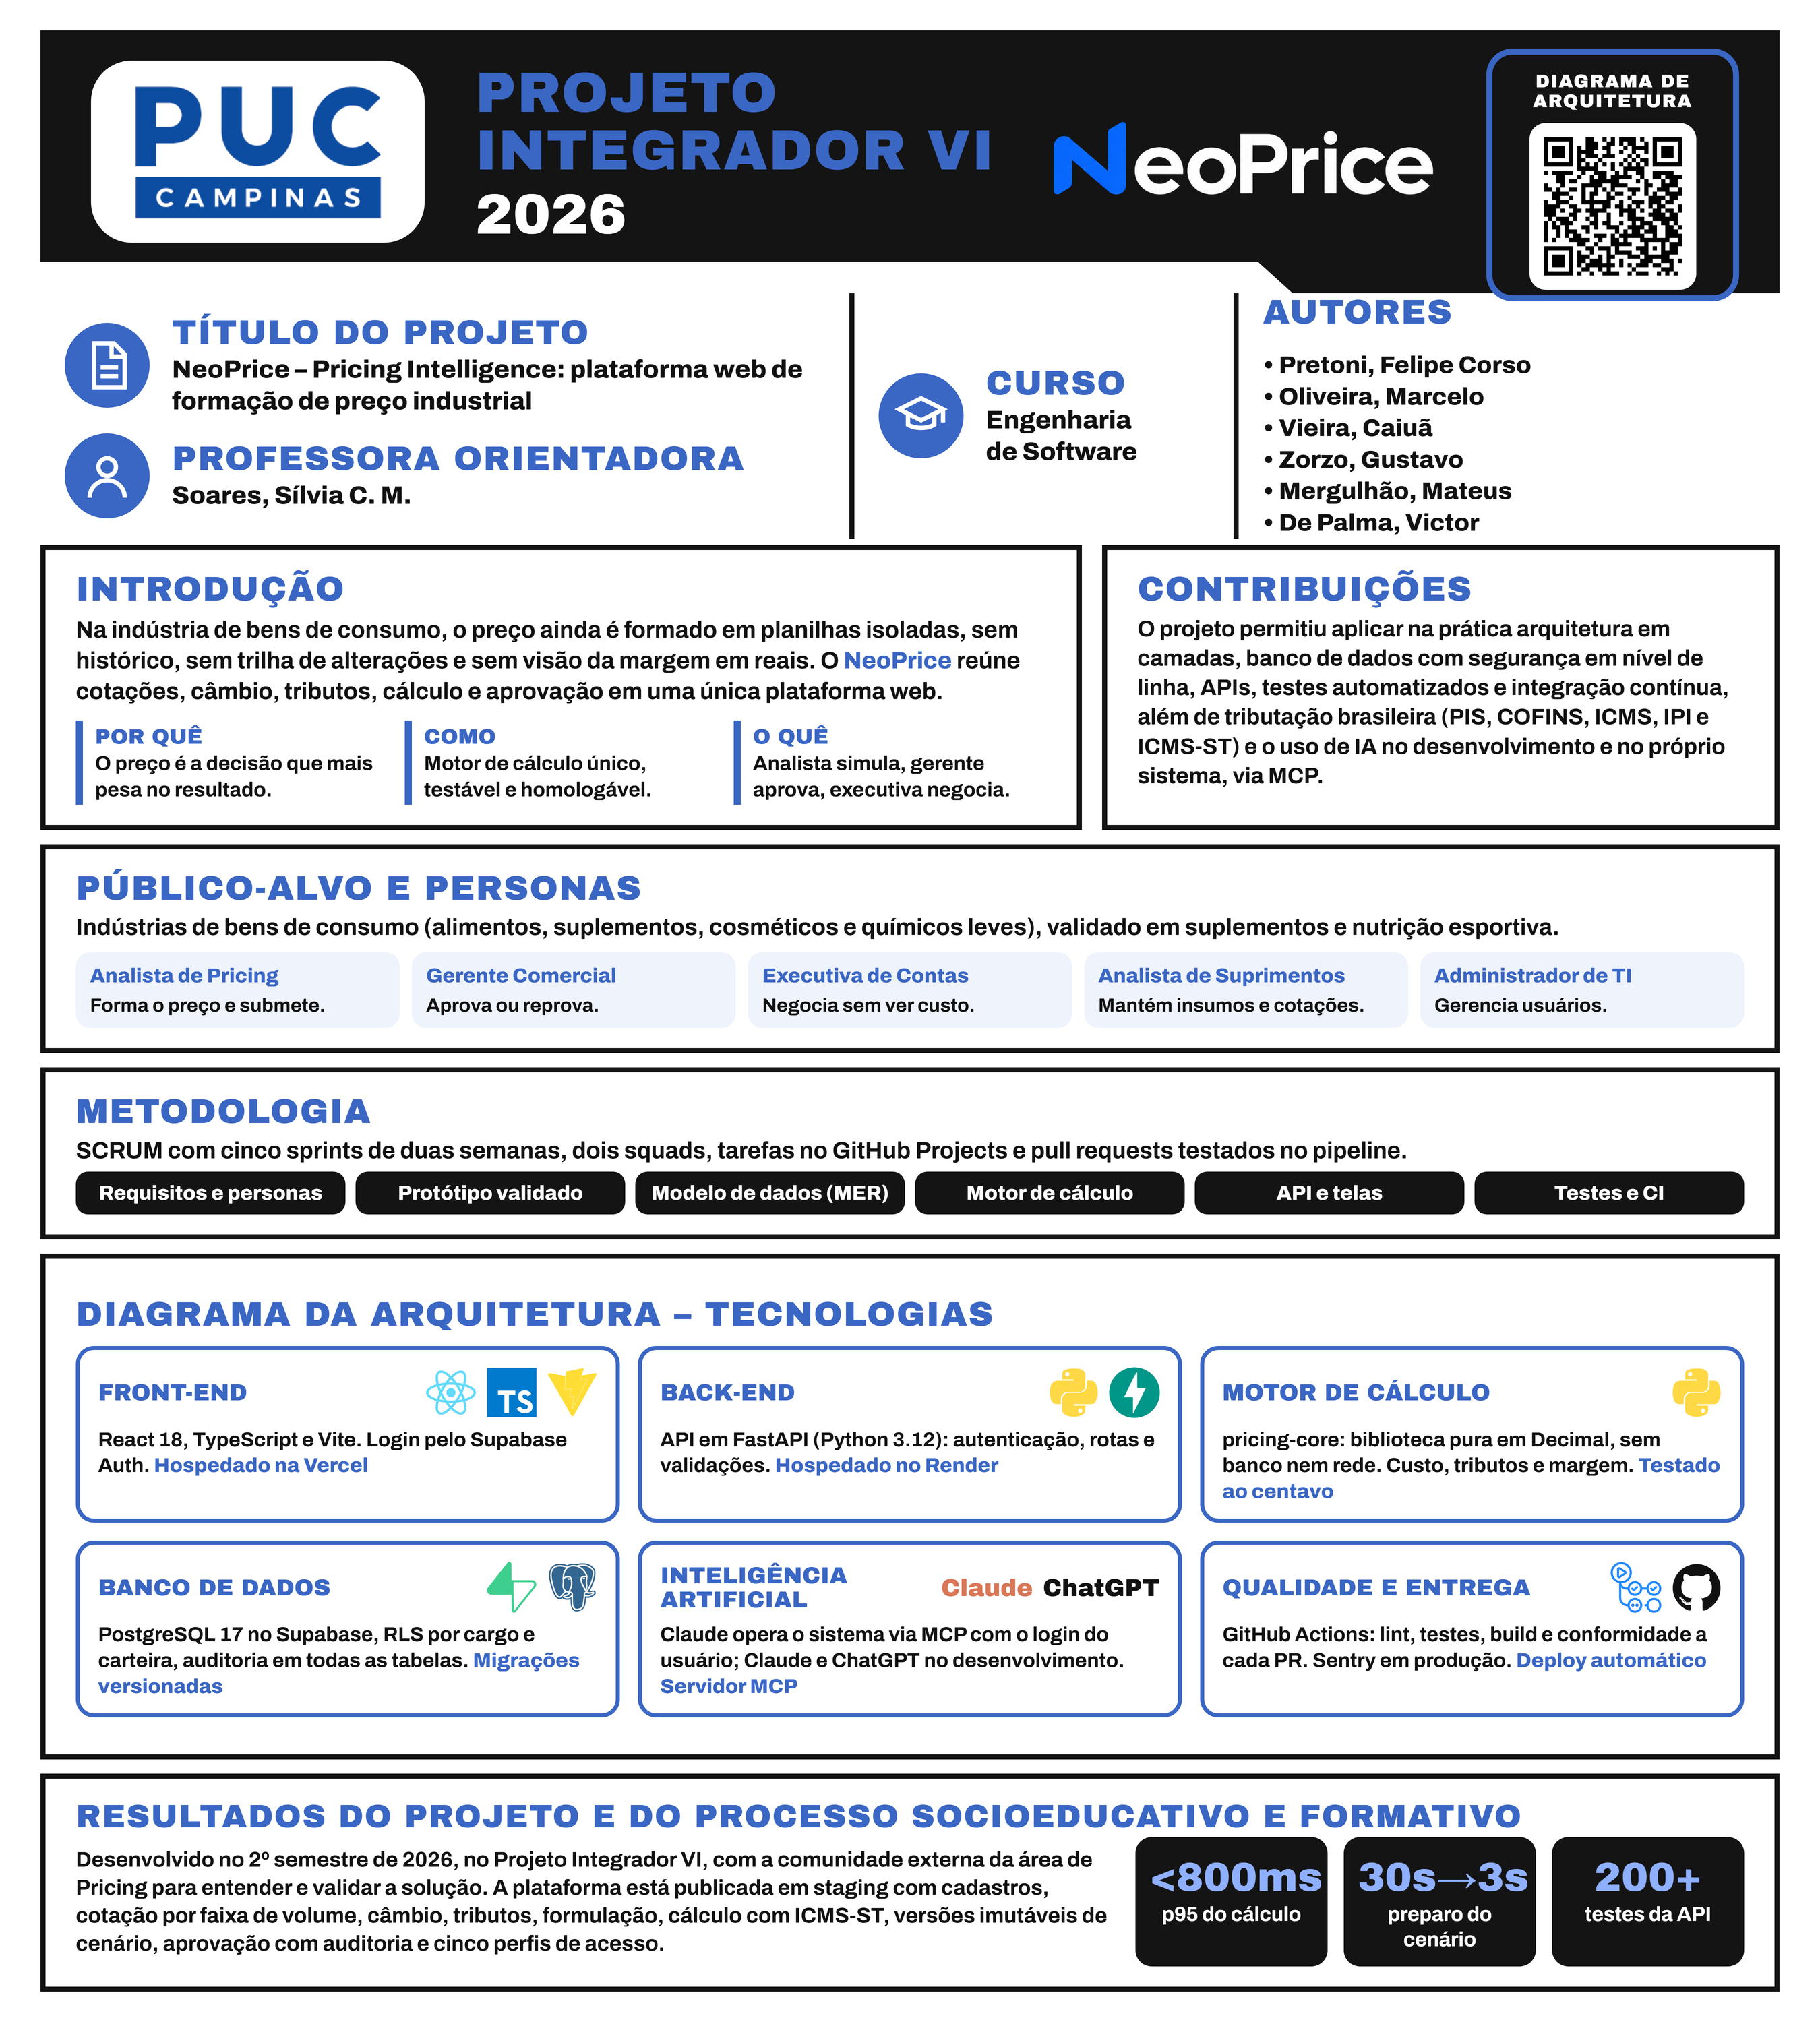 PUC
CAMPINAS
PROJETO
INTEGRADOR VI
2026
NeoPrice
DIAGRAMA DE
ARQUITETURA
TÍTULO DO PROJETO
NeoPrice – Pricing Intelligence: plataforma web de
formação de preço industrial
PROFESSORA ORIENTADORA
Soares, Sílvia C. M.
CURSO
Engenharia
de Software
AUTORES
• Pretoni, Felipe Corso
• Oliveira, Marcelo
• Vieira, Caiuã
• Zorzo, Gustavo
• Mergulhão, Mateus
• De Palma, Victor
INTRODUÇÃO
Na indústria de bens de consumo, o preço ainda é formado em planilhas isoladas, sem
histórico, sem trilha de alterações e sem visão da margem em reais. O NeoPrice reúne
cotações, câmbio, tributos, cálculo e aprovação em uma única plataforma web.
POR QUÊ
O preço é a decisão que mais
pesa no resultado.
COMO
Motor de cálculo único,
testável e homologável.
O QUÊ
Analista simula, gerente
aprova, executiva negocia.
CONTRIBUIÇÕES
O projeto permitiu aplicar na prática arquitetura em
camadas, banco de dados com segurança em nível de
linha, APIs, testes automatizados e integração contínua,
além de tributação brasileira (PIS, COFINS, ICMS, IPI e
ICMS-ST) e o uso de IA no desenvolvimento e no próprio
sistema, via MCP.
PÚBLICO-ALVO E PERSONAS
Indústrias de bens de consumo (alimentos, suplementos, cosméticos e químicos leves), validado em suplementos e nutrição esportiva.
Analista de Pricing
Forma o preço e submete.
Gerente Comercial
Aprova ou reprova.
Executiva de Contas
Negocia sem ver custo.
Analista de Suprimentos
Mantém insumos e cotações.
Administrador de TI
Gerencia usuários.
METODOLOGIA
SCRUM com cinco sprints de duas semanas, dois squads, tarefas no GitHub Projects e pull requests testados no pipeline.
Requisitos e personas
Protótipo validado
Modelo de dados (MER)
Motor de cálculo
API e telas
Testes e CI
DIAGRAMA DA ARQUITETURA – TECNOLOGIAS
FRONT-END
TS
React 18, TypeScript e Vite. Login pelo Supabase
Auth. Hospedado na Vercel
BACK-END
API em FastAPI (Python 3.12): autenticação, rotas e
validações. Hospedado no Render
MOTOR DE CÁLCULO
pricing-core: biblioteca pura em Decimal, sem
banco nem rede. Custo, tributos e margem. Testado
ao centavo
BANCO DE DADOS
PostgreSQL 17 no Supabase, RLS por cargo e
carteira, auditoria em todas as tabelas. Migrações
versionadas
INTELIGÊNCIA
ARTIFICIAL
Claude ChatGPT
Claude opera o sistema via MCP com o login do
usuário; Claude e ChatGPT no desenvolvimento.
Servidor MCP
QUALIDADE E ENTREGA
GitHub Actions: lint, testes, build e conformidade a
cada PR. Sentry em produção. Deploy automático
RESULTADOS DO PROJETO E DO PROCESSO SOCIOEDUCATIVO E FORMATIVO
Desenvolvido no 2º semestre de 2026, no Projeto Integrador VI, com a comunidade externa da área de
Pricing para entender e validar a solução. A plataforma está publicada em staging com cadastros,
cotação por faixa de volume, câmbio, tributos, formulação, cálculo com ICMS-ST, versões imutáveis de
cenário, aprovação com auditoria e cinco perfis de acesso.
<800ms
p95 do cálculo
30s→3s
preparo do
cenário
200+
testes da API